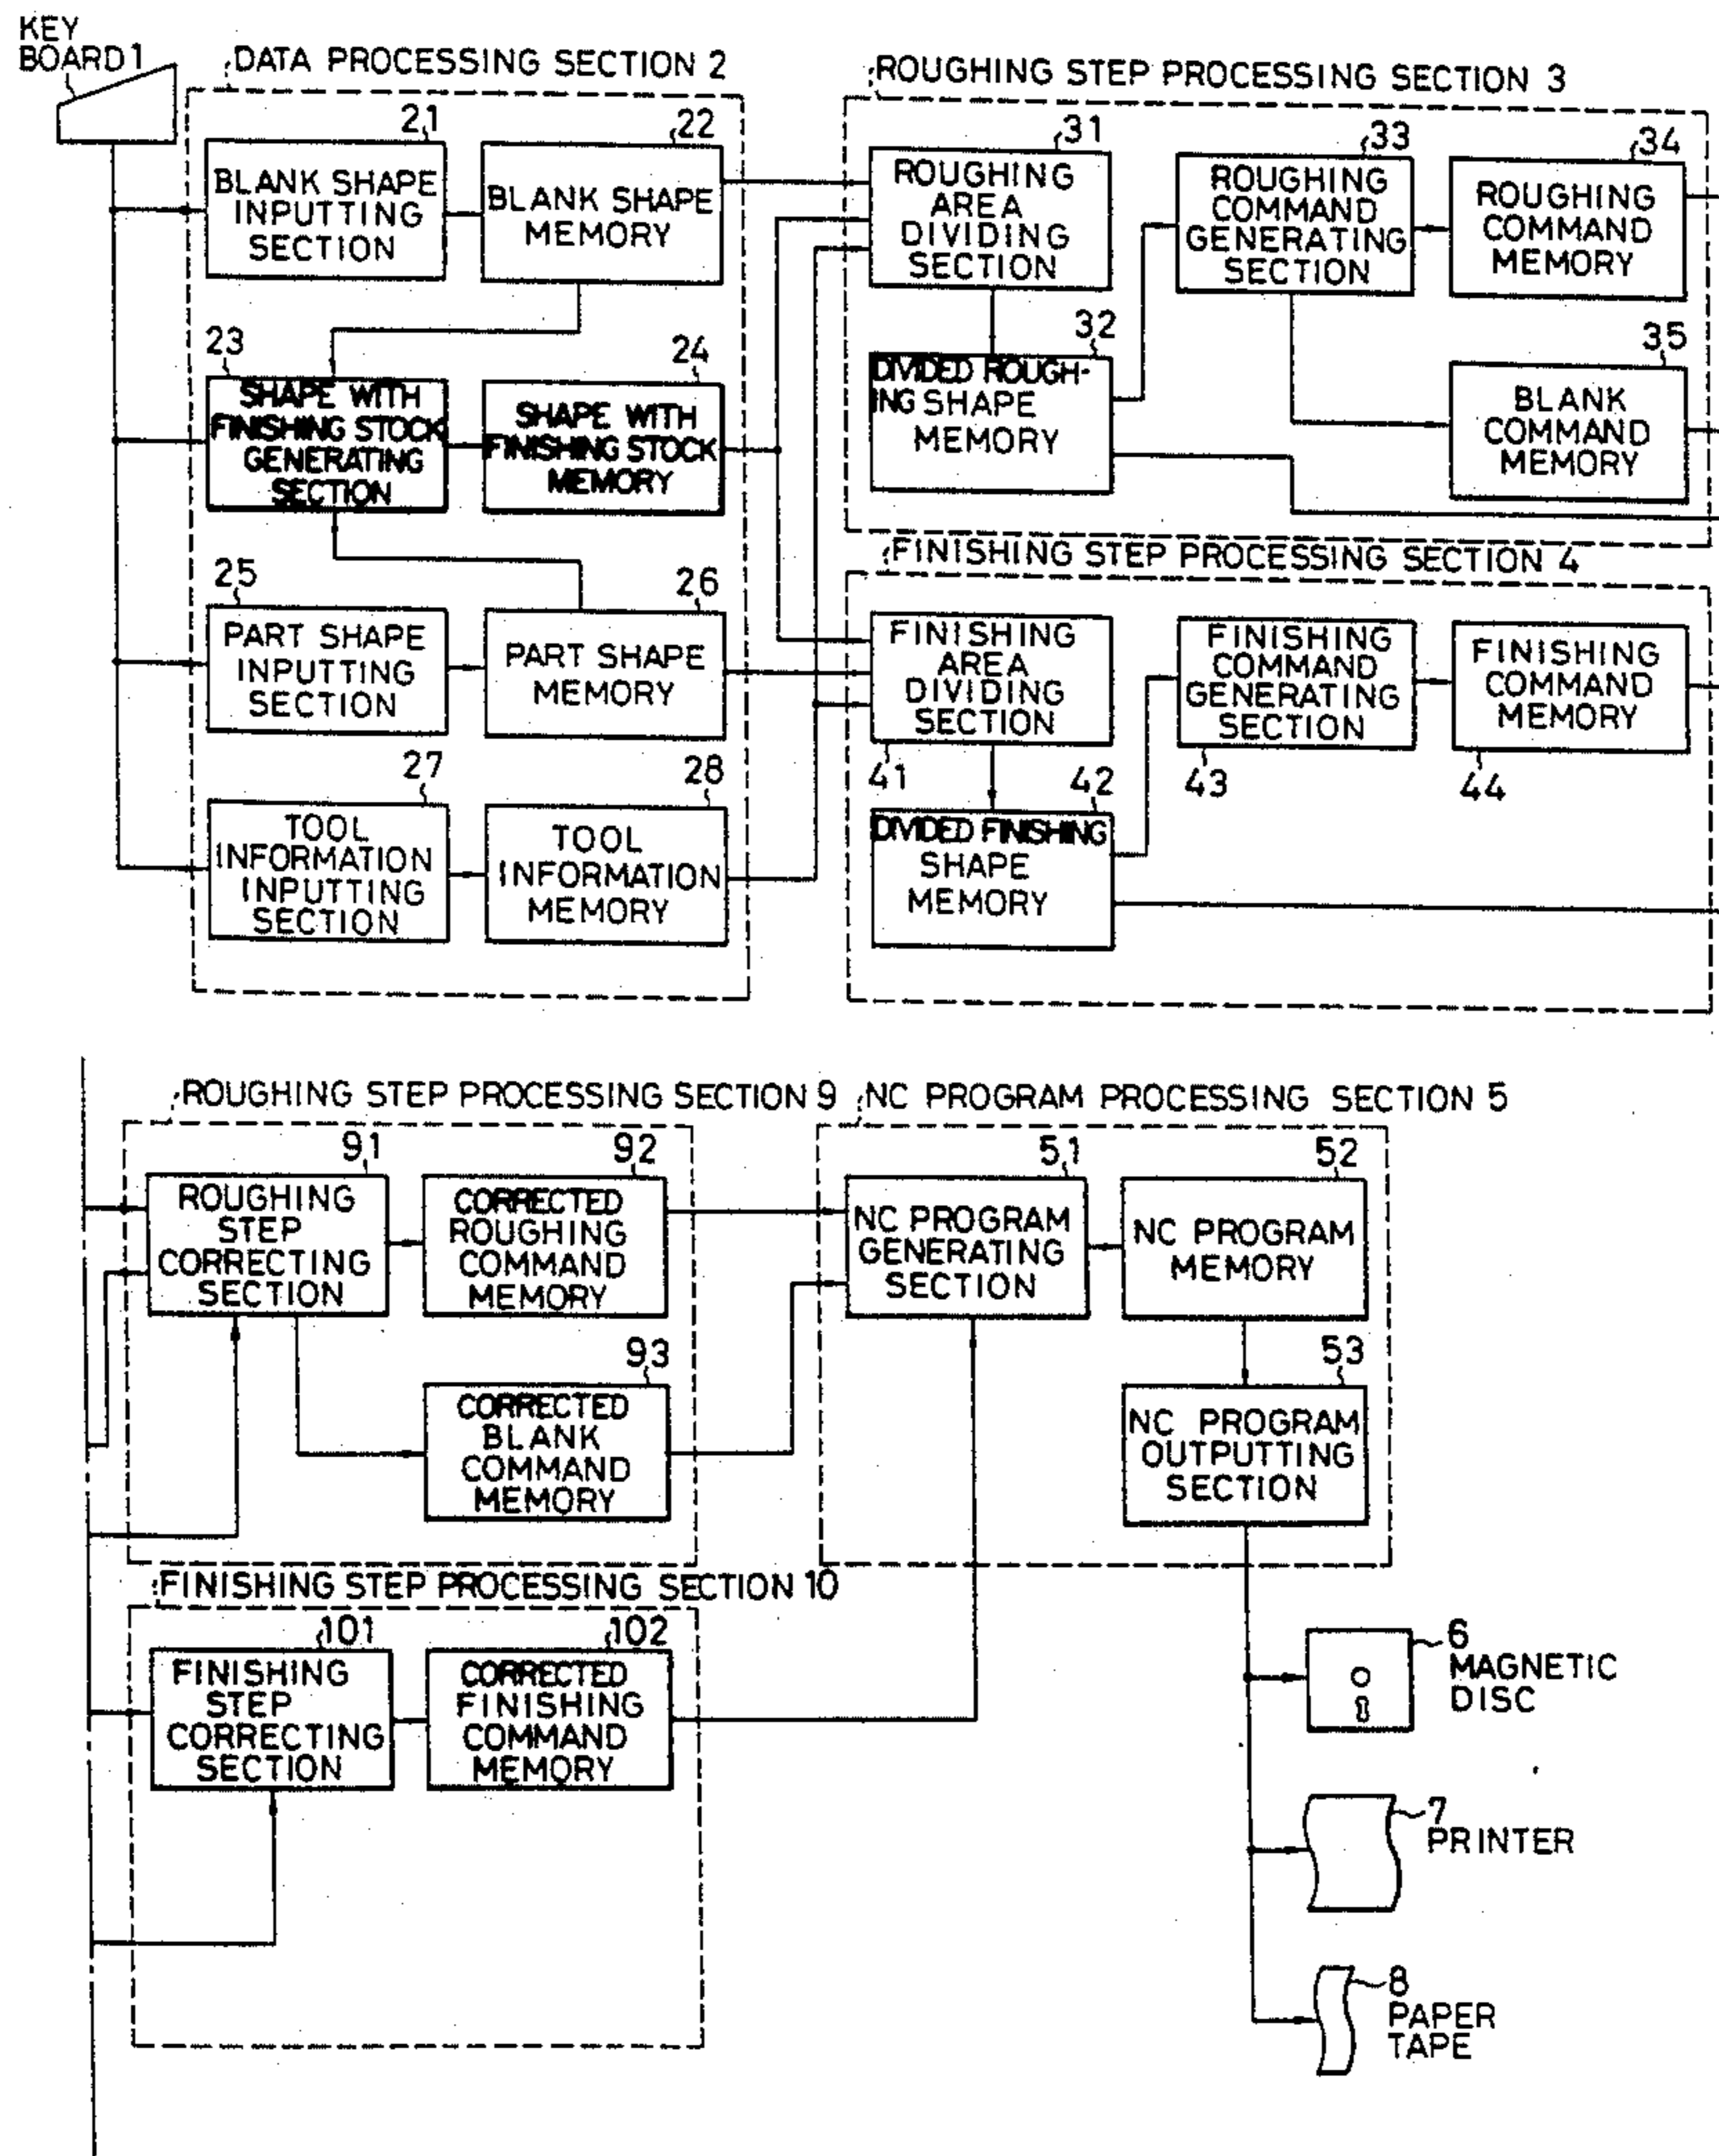 KEY
BOARD 1
DATA PROCESSING SECTION 2
21
BLANK SHAPE
INPUTTING
SECTION
22
BLANK SHAPE
MEMORY
23
SHAPE WITH
FINISHING STOCK
GENERATING
SECTION
24
SHAPE WITH
FINISHING STOCK
MEMORY
25
PART SHAPE
INPUTTING
SECTION
26
PART SHAPE
MEMORY
27
TOOL
INFORMATION
INPUTTING
SECTION
28
TOOL
INFORMATION
MEMORY
ROUGHING STEP PROCESSING SECTION 3
31
ROUGHING
AREA
DIVIDING
SECTION
32
DIVIDED ROUGH-
ING SHAPE
MEMORY
33
ROUGHING
COMMAND
GENERATING
SECTION
34
ROUGHING
COMMAND
MEMORY
35
BLANK
COMMAND
MEMORY
FINISHING STEP PROCESSING SECTION 4
FINISHING
AREA
DIVIDING
SECTION
41
42
DIVIDED FINISHING
SHAPE
MEMORY
FINISHING
COMMAND
GENERATING
SECTION
43
FINISHING
COMMAND
MEMORY
44
ROUGHING STEP PROCESSING SECTION 9
91
ROUGHING
STEP
CORRECTING
SECTION
92
CORRECTED
ROUGHING
COMMAND
MEMORY
93
CORRECTED
BLANK
COMMAND
MEMORY
NC PROGRAM PROCESSING SECTION 5
51
NC PROGRAM
GENERATING
SECTION
52
NC PROGRAM
MEMORY
53
NC PROGRAM
OUTPUTTING
SECTION
FINISHING STEP PROCESSING SECTION 10
101
FINISHING
STEP
CORRECTING
SECTION
102
CORRECTED
FINISHING
COMMAND
MEMORY
6
MAGNETIC
DISC
7
PRINTER
8
PAPER
TAPE